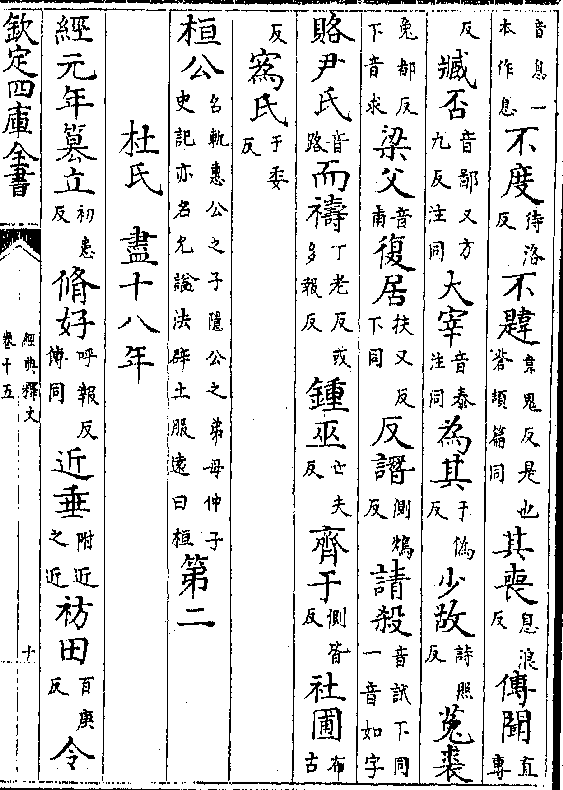 音息一本作息不度待洛反不韙韋鬼反是也蒼頡篇同其喪息浪反傳聞直專
反臧否音鄙又方九反注同大宰音泰注同為其于偽反少故詩照反菟裘
兔都反下音求梁父音甫復居扶又反下同反譖側鴆反請殺音試下同一音如字
賂尹氏音路而禱丁老反或多報反鍾巫亡夫反齊于側皆反社圃布古
反寪氏于委反
桓公名軌惠公之子隱公之弟母仲子史記亦名允諡法辟土服遠曰桓第二
杜氏 盡十八年
經元年簒立初患反脩好呼報反傳同近垂附近之近祊田百庚反令
欽定四庫全書
經典釋文
卷十五
十